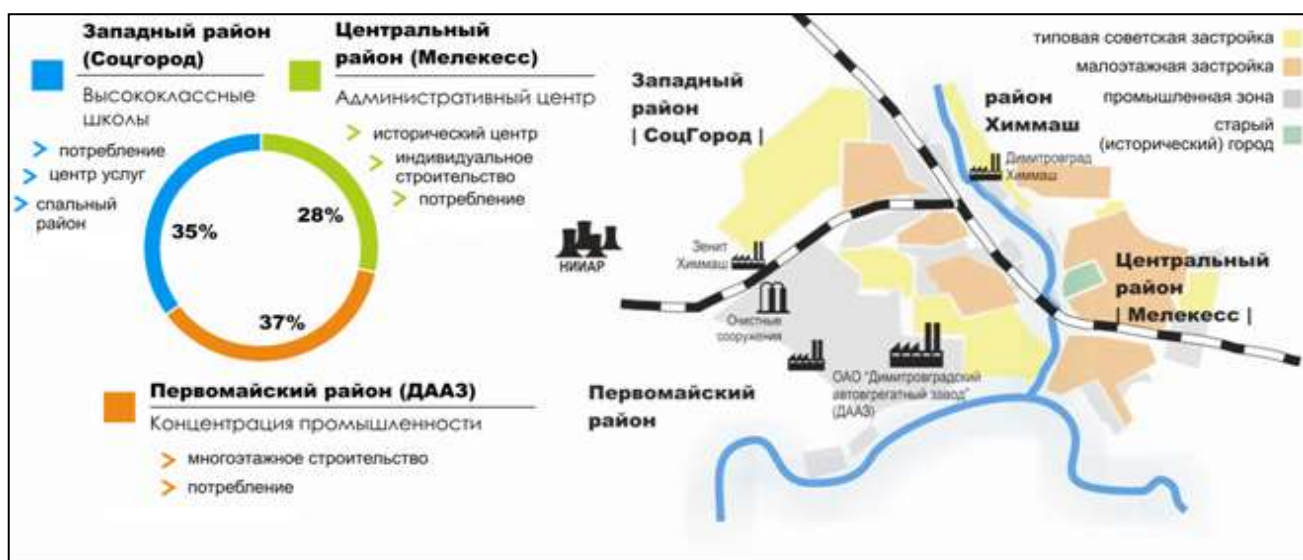 Западный район
(Соцгород)
Высококлассные
школы
потребление
центр услуг
спальный
район
Центральный
район (Мелекесс)
Административный центр
исторический центр
индивидуальное
строительство
потребление
35%
28%
37%
Первомайский район (ДААЗ)
Концентрация промышленности
многоэтажное строительство
потребление
типовая советская застройка
малоэтажная застройка
промышленная зона
старый
(исторический) город
Западный
район
| СоцГород |
район
Химмаш
Димитровград
Химмаш
НИИАР
Зенит
Химмаш
Очистные
сооружения
Центральный
район
| Мелекесс |
Первомайский
район
ОАО "Димитровградский
автоагрегатный завод"
(ДААЗ)